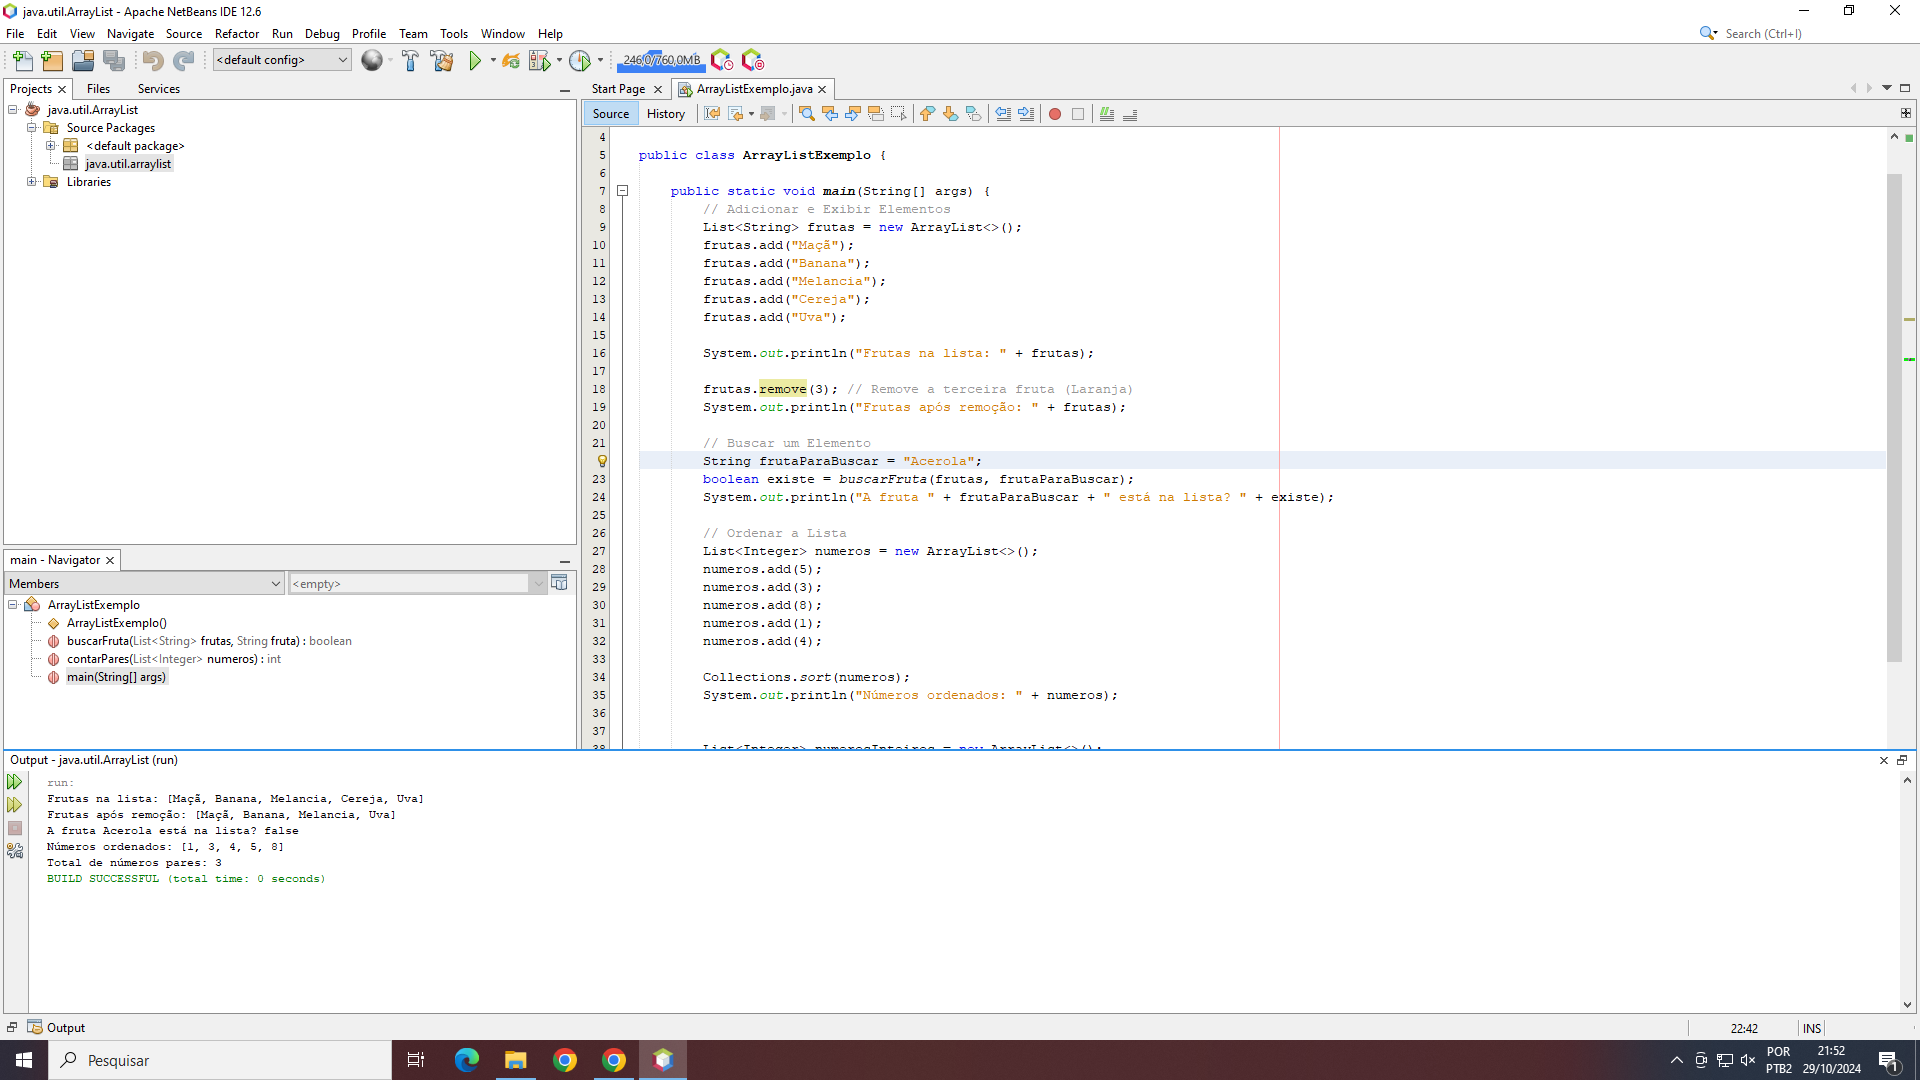 java.util.ArrayList - Apache NetBeans IDE 12.6
File Edit View Navigate Source Refactor Run Debug Profile Team Tools Window Help
Search (Ctrl+I)
<default config>
246,0/760,0MB
Projects Files Services
java.util.ArrayList
Source Packages
<default package>
java.util.arraylist
Libraries
main - Navigator
Members <empty>
ArrayListExemplo
ArrayListExemplo()
buscarFruta(List<String> frutas, String fruta) : boolean
contarPares(List<Integer> numeros) : int
main(String[] args)
Start Page ArrayListExemplo.java
Source History
4
5 public class ArrayListExemplo {
6
7 public static void main(String[] args) {
8 // Adicionar e Exibir Elementos
9 List<String> frutas = new ArrayList<>();
10 frutas.add("Maçã");
11 frutas.add("Banana");
12 frutas.add("Melancia");
13 frutas.add("Cereja");
14 frutas.add("Uva");
15
16 System.out.println("Frutas na lista: " + frutas);
17
18 frutas.remove(3); // Remove a terceira fruta (Laranja)
19 System.out.println("Frutas após remoção: " + frutas);
20
21 // Buscar um Elemento
String frutaParaBuscar = "Acerola";
23 boolean existe = buscarFruta(frutas, frutaParaBuscar);
24 System.out.println("A fruta " + frutaParaBuscar + " está na lista? " + existe);
25
26 // Ordenar a Lista
27 List<Integer> numeros = new ArrayList<>();
28 numeros.add(5);
29 numeros.add(3);
30 numeros.add(8);
31 numeros.add(1);
32 numeros.add(4);
33
34 Collections.sort(numeros);
35 System.out.println("Números ordenados: " + numeros);
36
37
38 List<Integer> numerosInteiros = new ArrayList<>();
Output - java.util.ArrayList (run)
run:
Frutas na lista: [Maçã, Banana, Melancia, Cereja, Uva]
Frutas após remoção: [Maçã, Banana, Melancia, Uva]
A fruta Acerola está na lista? false
Números ordenados: [1, 3, 4, 5, 8]
Total de números pares: 3
BUILD SUCCESSFUL (total time: 0 seconds)
Output
22:42 INS
Pesquisar
POR
PTB2
21:52
29/10/2024
1